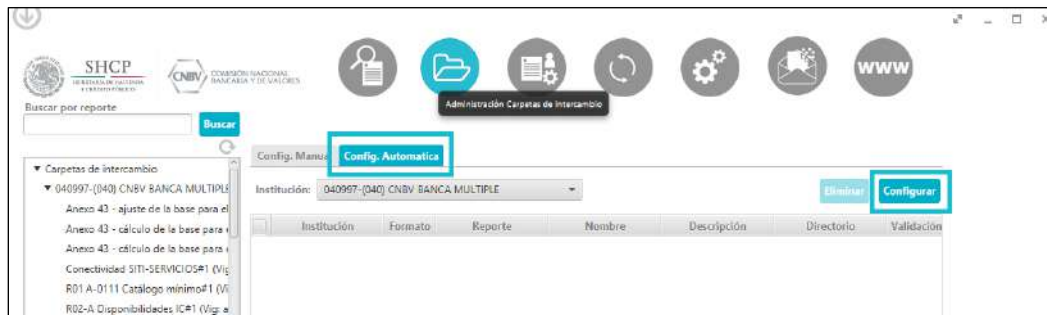 SHCP
SECRETARÍA DE HACIENDA
Y CRÉDITO PÚBLICO
CNBV
COMISIÓN NACIONAL
BANCARIA Y DE VALORES
www
Administración Carpetas de Intercambio
Buscar por reporte
Buscar
Config. Manua
Config. Automatica
▼ Carpetas de intercambio
▼ 040997-(040) CNBV BANCA MULTIPLE
Anexo 43 - ajuste de la base para el
Anexo 43 - cálculo de la base para
Anexo 43 - cálculo de la base para
Conectividad SITI-SERVICIOS#1 (Vig
R01 A-0111 Catálogo mínimo#1 (Vi
R02-A Disponibilidades IC#1 (Vig: a
Institución: 040997-(040) CNBV BANCA MULTIPLE
Eliminar
Configurar
Institución Formato Reporte Nombre Descripción Directorio Validación